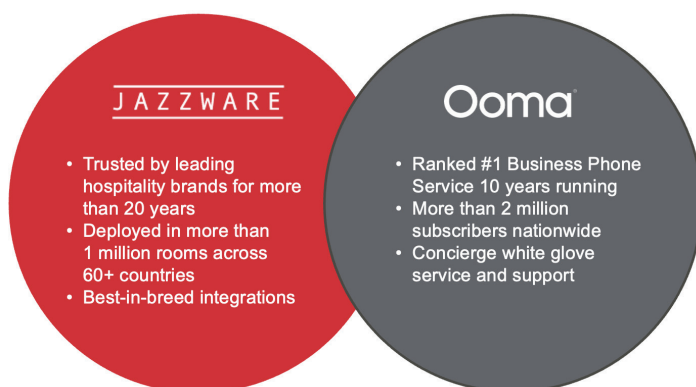 JAZZWARE
• Trusted by leading
hospitality brands for more
than 20 years
• Deployed in more than
1 million rooms across
60+ countries
• Best-in-breed integrations
Ooma®
• Ranked #1 Business Phone
Service 10 years running
• More than 2 million
subscribers nationwide
• Concierge white glove
service and support